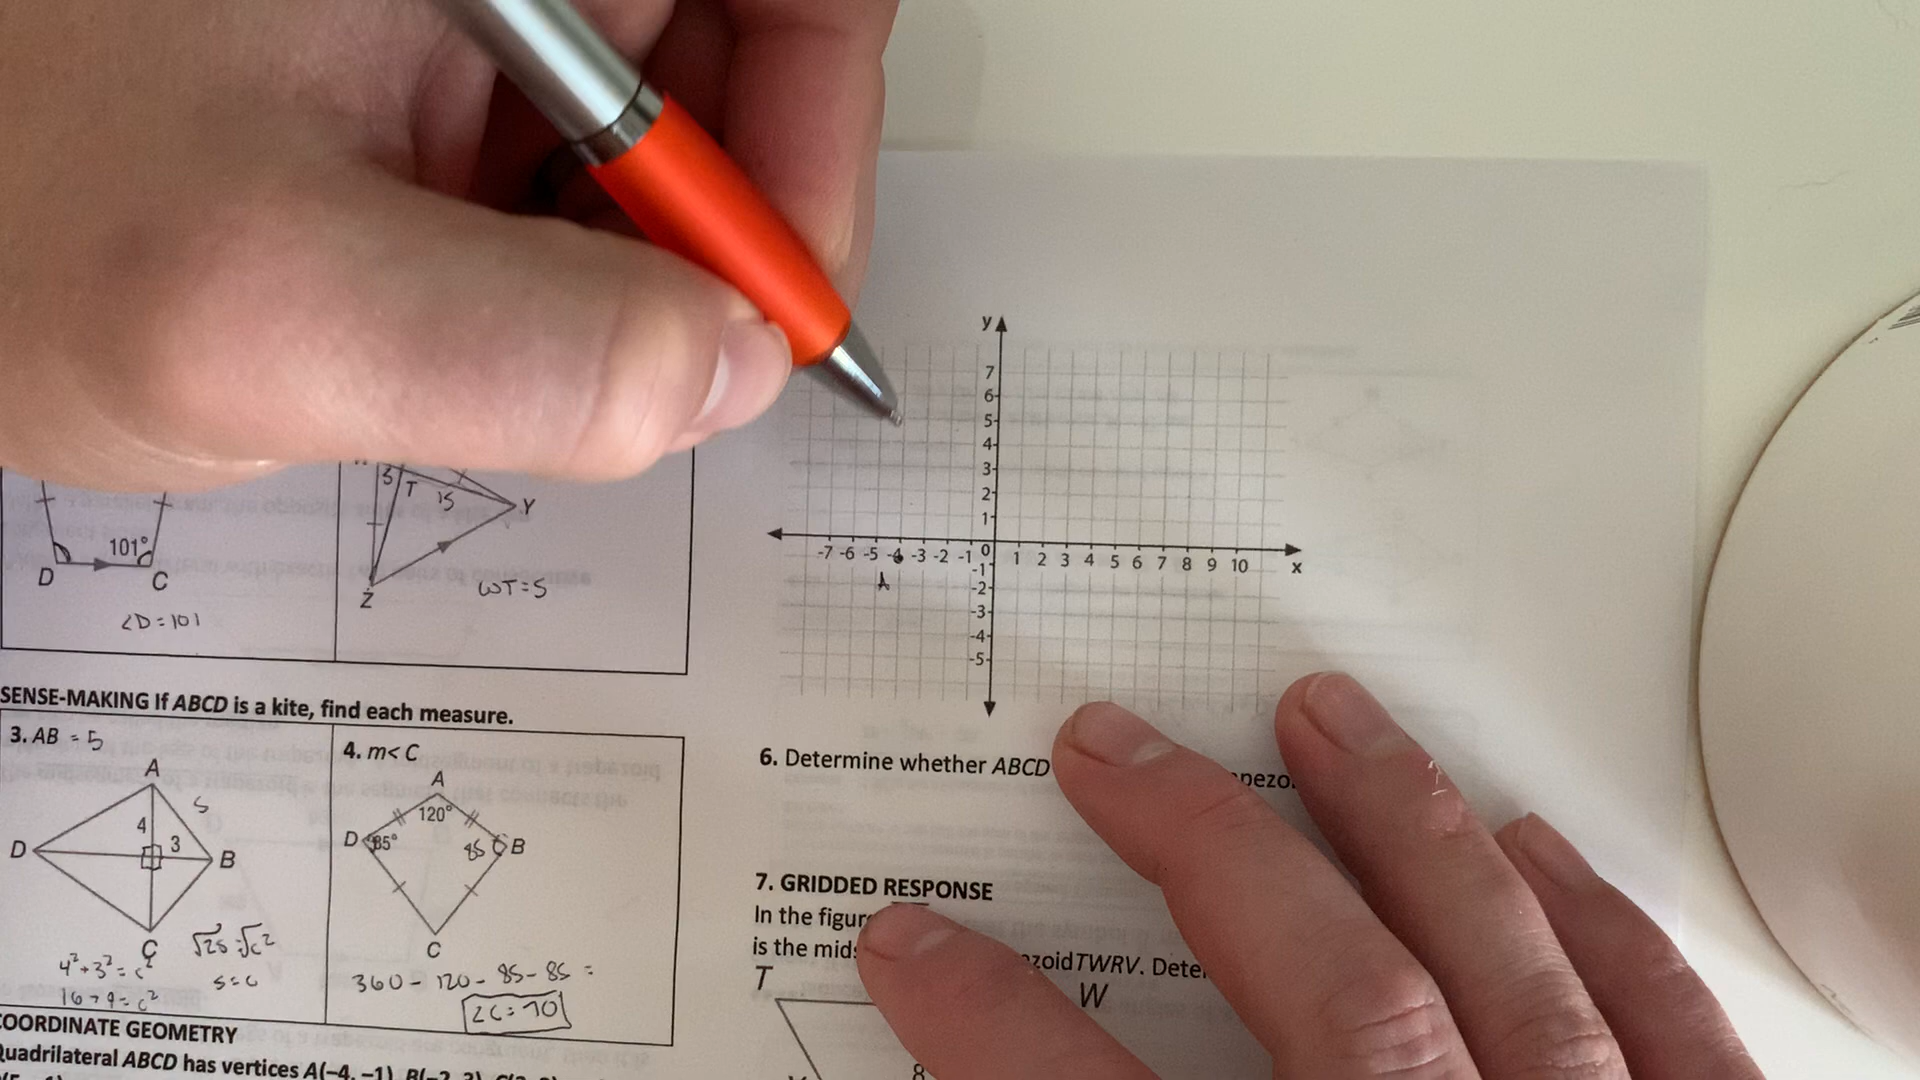 3
T
15
Y
101°
D
C
Z
WT=5
∠D=101
SENSE-MAKING If ABCD is a kite, find each measure.
3. AB = 5
A
5
4
3
D
B
C
4² + 3² = c²
16 + 9 = c²
√25 = √c²
5 = c
4. m< C
A
120°
D
85°
85
B
C
360 - 120 - 85 - 85 =
∠C = 70
COORDINATE GEOMETRY
Quadrilateral ABCD has vertices A(–4, –1), B(–2, 3),
y
7
6
5
4
3
2
1
-7 -6 -5 -4 -3 -2 -1 0 1 2 3 4 5 6 7 8 9 10 x
A
-1
-2
-3
-4
-5
6. Determine whether ABCD
7. GRIDDED RESPONSE
In the
is the
TWRV.
T
W
8